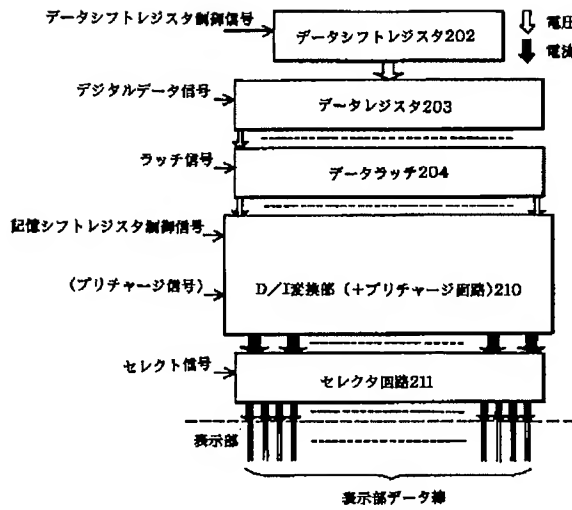 データシフトレジスタ制御信号
データシフトレジスタ202
電圧
電流
デジタルデータ信号
データレジスタ203
ラッチ信号
データラッチ204
記憶シフトレジスタ制御信号
(プリチャージ信号)
D/I変換部(+プリチャージ回路)210
セレクト信号
セレクタ回路211
表示部
表示部データ線